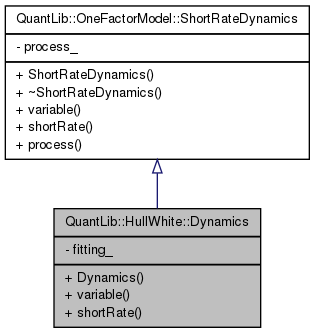 QuantLib::OneFactorModel::ShortRateDynamics
- process_
+ ShortRateDynamics()
+ ~ShortRateDynamics()
+ variable()
+ shortRate()
+ process()
QuantLib::HullWhite::Dynamics
- fitting_
+ Dynamics()
+ variable()
+ shortRate()